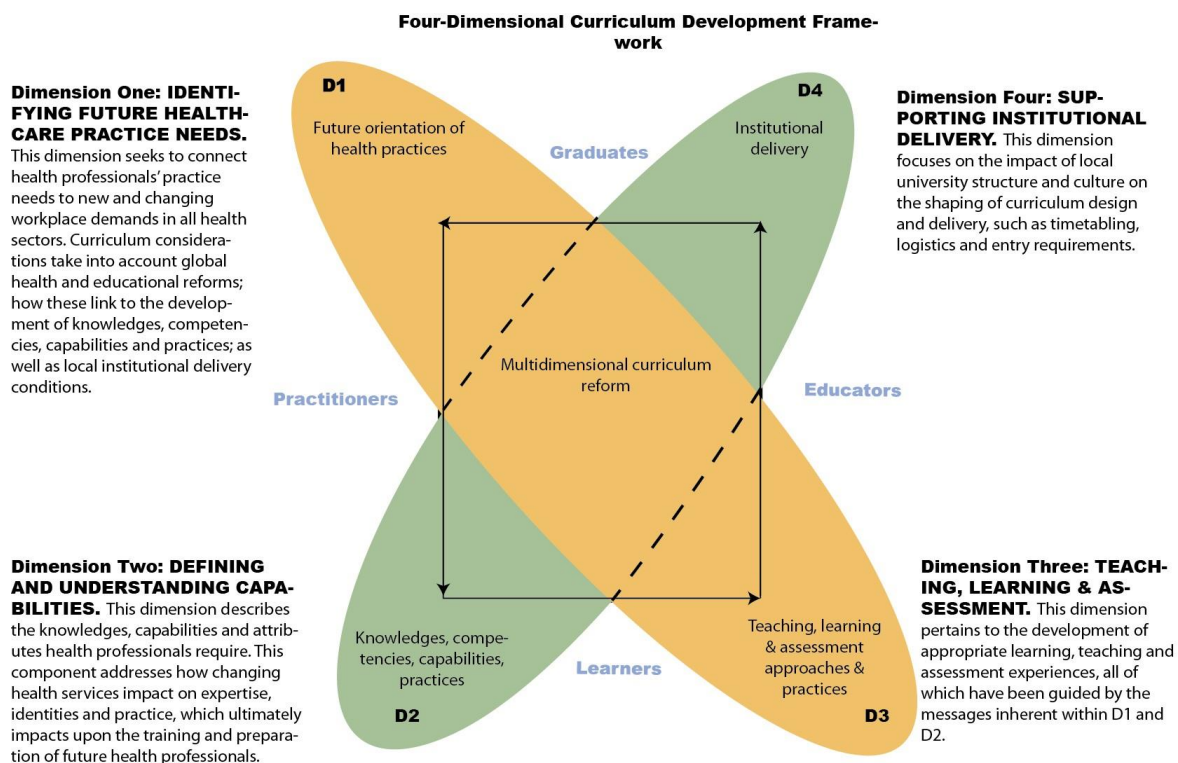 Four-Dimensional Curriculum Development Frame-
work
Dimension One: IDENTI-
FYING FUTURE HEALTH-
CARE PRACTICE NEEDS.
This dimension seeks to connect
health professionals’ practice
needs to new and changing
workplace demands in all health
sectors. Curriculum considera-
tions take into account global
health and educational reforms;
how these link to the develop-
ment of knowledges, competen-
cies, capabilities and practices; as
well as local institutional delivery
conditions.
D1
Future orientation of
health practices
Graduates
D4
Institutional
delivery
Dimension Four: SUP-
PORTING INSTITUTIONAL
DELIVERY. This dimension
focuses on the impact of local
university structure and culture on
the shaping of curriculum design
and delivery, such as timetabling,
logistics and entry requirements.
Multidimensional curriculum
reform
Practitioners
Educators
Dimension Two: DEFINING
AND UNDERSTANDING CAPA-
BILITIES. This dimension describes
the knowledges, capabilities and attrib-
utes health professionals require. This
component addresses how changing
health services impact on expertise,
identities and practice, which ultimately
impacts upon the training and prepara-
tion of future health professionals.
Knowledges, compe-
tencies, capabilities,
practices
D2
Learners
Teaching, learning
& assessment
approaches &
practices
D3
Dimension Three: TEACH-
ING, LEARNING & AS-
SESSMENT. This dimension
pertains to the development of
appropriate learning, teaching and
assessment experiences, all of
which have been guided by the
messages inherent within D1 and
D2.